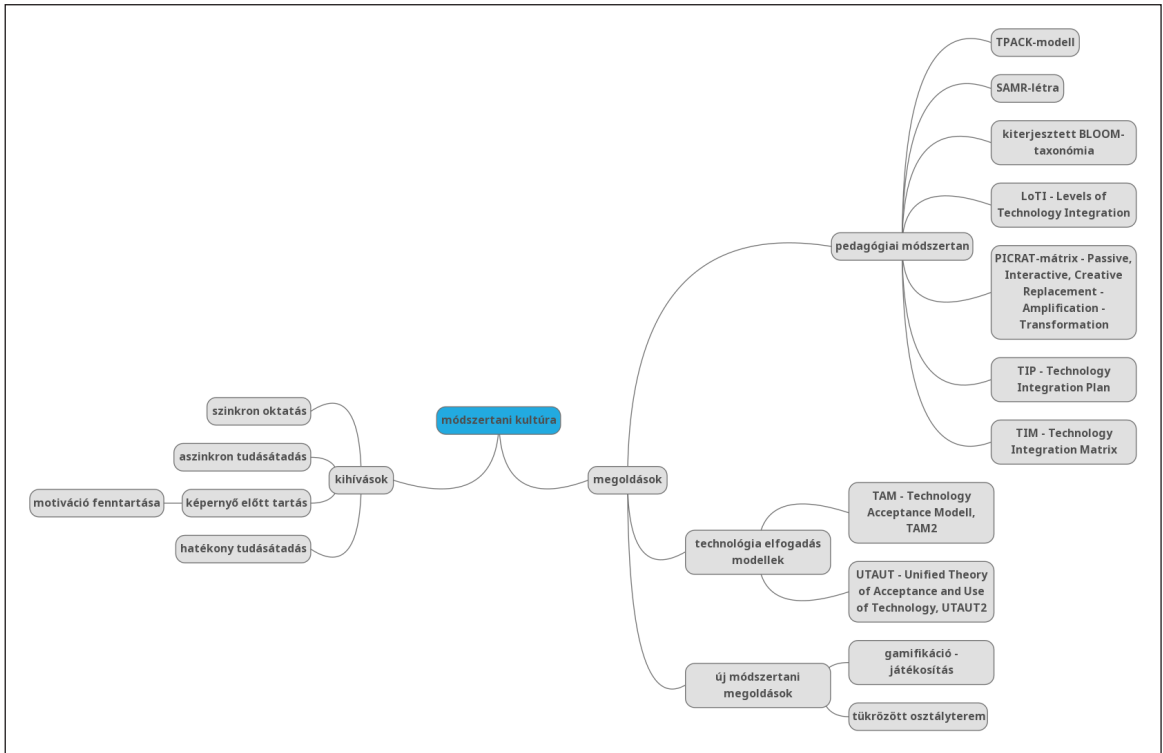 módszertani kultúra
kihívások
szinkron oktatás
aszinkron tudásátadás
képernyő előtt tartás
motiváció fenntartása
hatékony tudásátadás
megoldások
pedagógiai módszertan
TPACK-modell
SAMR-létra
kiterjesztett BLOOM-
taxonómia
LoTI - Levels of
Technology Integration
PICRAT-mátrix - Passive,
Interactive, Creative
Replacement -
Amplification -
Transformation
TIP - Technology
Integration Plan
TIM - Technology
Integration Matrix
technológia elfogadás
modellek
TAM - Technology
Acceptance Modell,
TAM2
UTAUT - Unified Theory
of Acceptance and Use
of Technology, UTAUT2
új módszertani
megoldások
gamifikáció -
játékosítás
tükrözött osztályterem